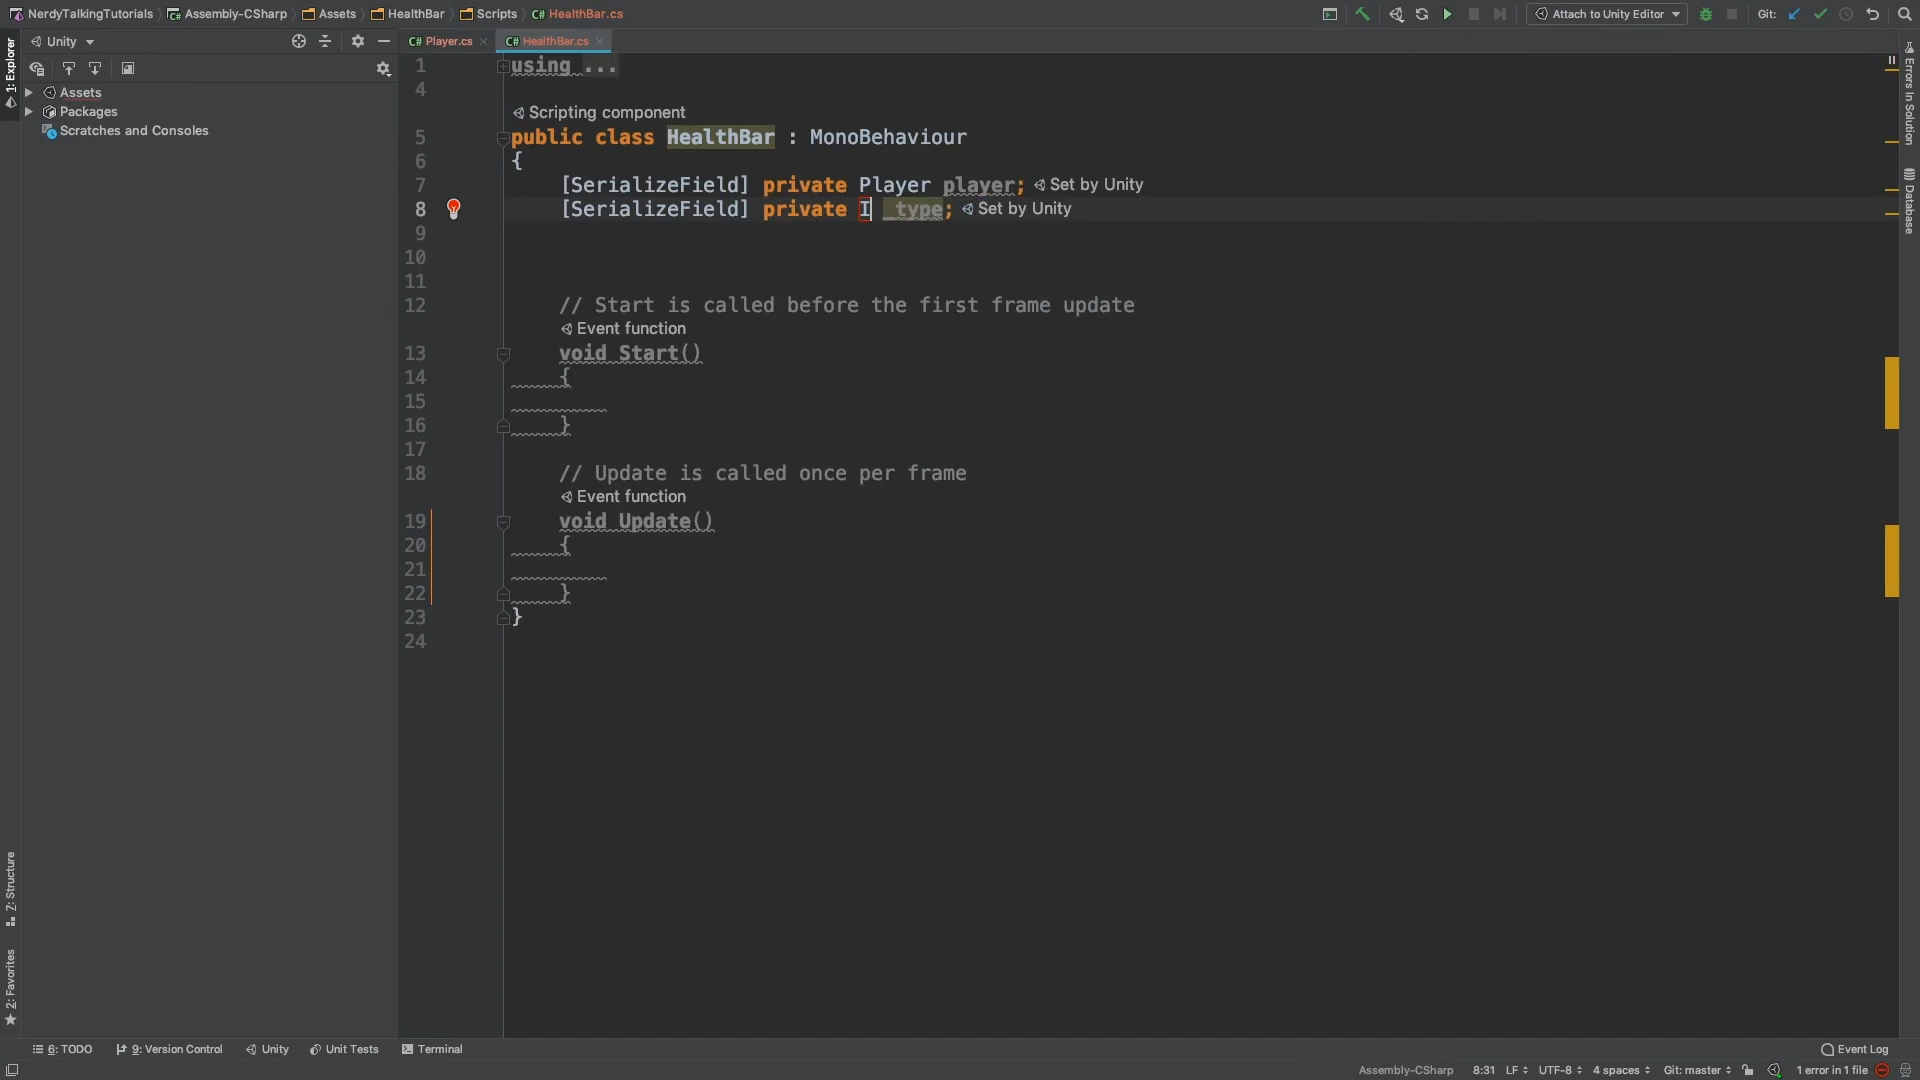 NerdyTalkingTutorials Assembly-CSharp Assets HealthBar Scripts C# HealthBar.cs
Attach to Unity Editor Git:
Unity
C# Player.cs C# HealthBar.cs
1: Explorer
Assets
Packages
Scratches and Consoles
1 using ...
4
Scripting component
5 public class HealthBar : MonoBehaviour
6 {
7 [SerializeField] private Player player; Set by Unity
8 [SerializeField] private I _type; Set by Unity
9
10
11
12 // Start is called before the first frame update
Event function
13 void Start()
14 {
15
16 }
17
18 // Update is called once per frame
Event function
19 void Update()
20 {
21
22 }
23 }
24
Errors In Solution
Database
Z: Structure
2: Favorites
6: TODO 9: Version Control Unity Unit Tests Terminal Event Log
Assembly-CSharp 8:31 LF UTF-8 4 spaces Git: master 1 error in 1 file